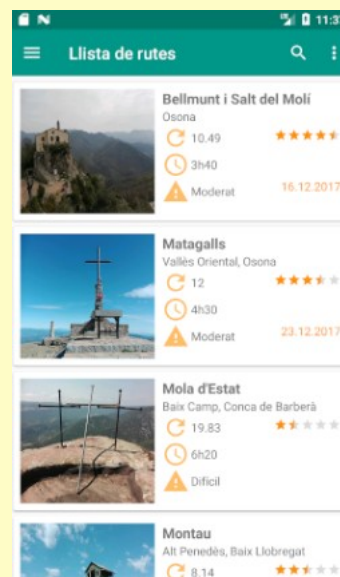 11:3
Llista de rutes
Bellmunt i Salt del Molí
Osona
10.49
3h40
Moderat
16.12.2017
Matagalls
Vallès Oriental, Osona
12
4h30
Moderat
23.12.2017
Mola d'Estat
Baix Camp, Conca de Barberà
19.83
6h20
Difícil
Montau
Alt Penedès, Baix Llobregat
8.14